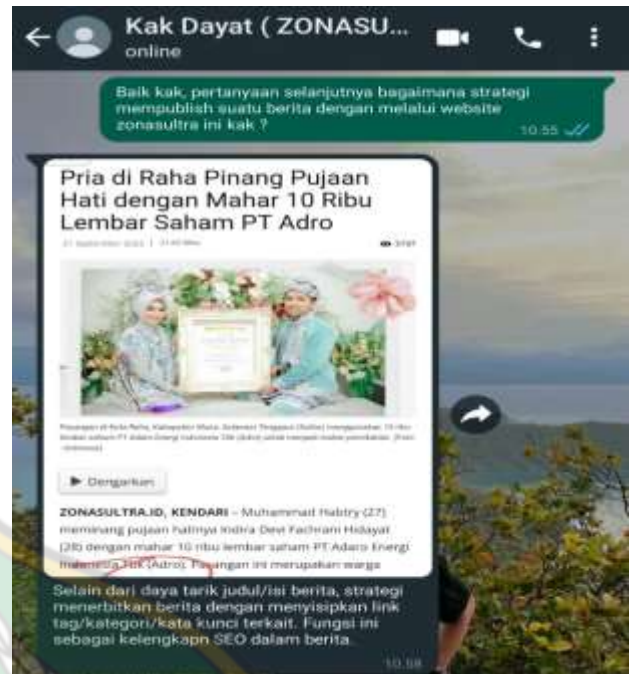 Kak Dayat ( ZONASU...
online
Baik kak, pertanyaan selanjutnya bagaimana strategi
mempublish suatu berita dengan melalui website
zonasultra ini kak ?
10.55
Pria di Raha Pinang Pujaan
Hati dengan Mahar 10 Ribu
Lembar Saham PT Adro
Dengarkan
ZONASULTRA.ID, KENDARI – Muhammad Habtry (27)
meminang pujaan hatinya Indira Devi Fachrani Hidayat
(28) dengan mahar 10 ribu lembar saham PT Adaro Energi
Indonesia Tbk (Adro). Pasangan ini merupakan warga
Selain dari daya tarik judul/isi berita, strategi
menerbitkan berita dengan menyisipkan link
tag/kategori/kata kunci terkait. Fungsi ini
sebagai kelengkapn SEO dalam berita
10.58